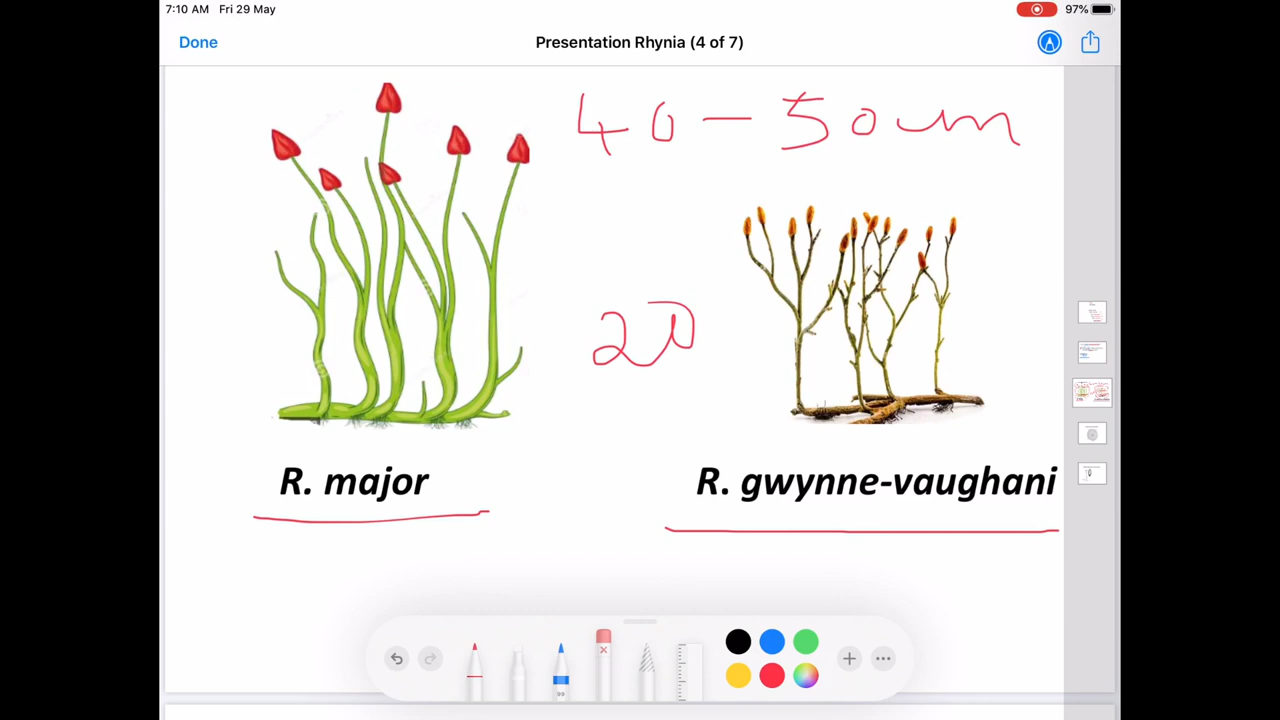 7:10 AM Fri 29 May
97%
Done
Presentation Rhynia (4 of 7)
40 - 50 cm
20
R. major
R. gwynne-vaughani